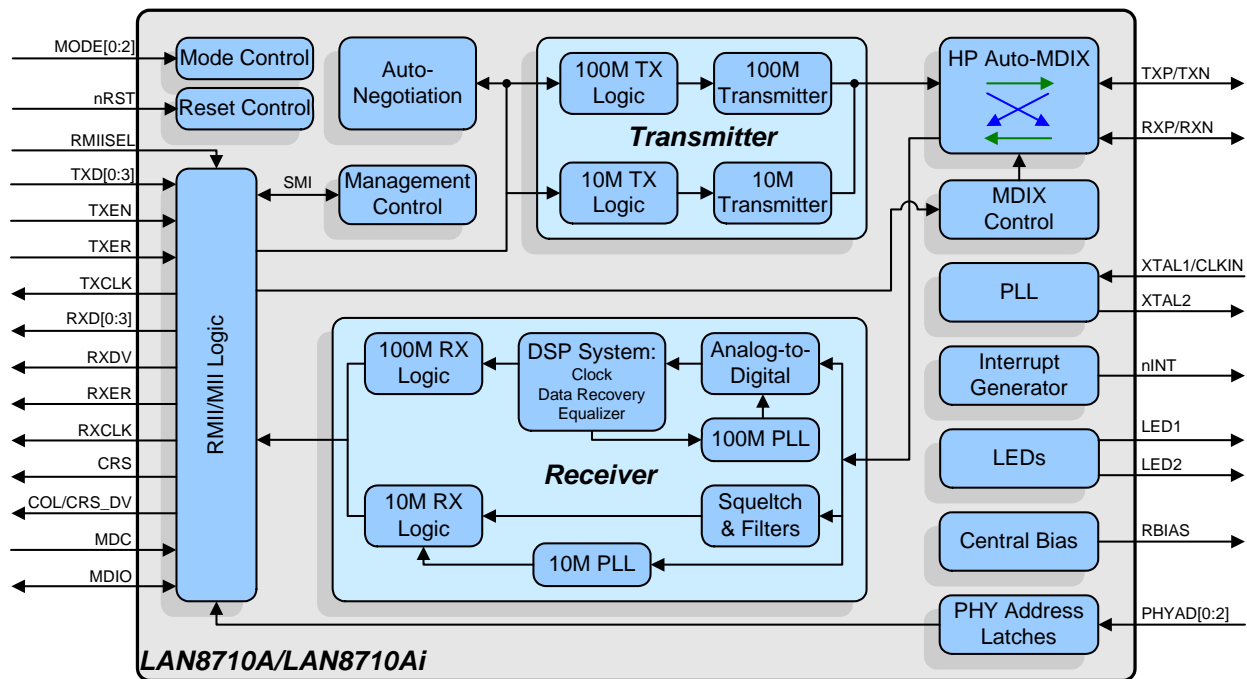 MODE[0:2]
nRST
RMIISEL
TXD[0:3]
TXEN
TXER
TXCLK
RXD[0:3]
RXDV
RXER
RXCLK
CRS
COL/CRS_DV
MDC
MDIO
Mode Control
Reset Control
RMII/MII Logic
SMI
Auto-
Negotiation
Management
Control
100M TX
Logic
100M
Transmitter
Transmitter
10M TX
Logic
10M
Transmitter
HP Auto-MDIX
MDIX
Control
TXP/TXN
RXP/RXN
100M RX
Logic
DSP System:
Clock
Data Recovery
Equalizer
Analog-to-
Digital
100M PLL
Receiver
10M RX
Logic
Squeltch
& Filters
10M PLL
PLL
XTAL1/CLKIN
XTAL2
Interrupt
Generator
nINT
LEDs
LED1
LED2
Central Bias
RBIAS
PHY Address
Latches
PHYAD[0:2]
LAN8710A/LAN8710Ai